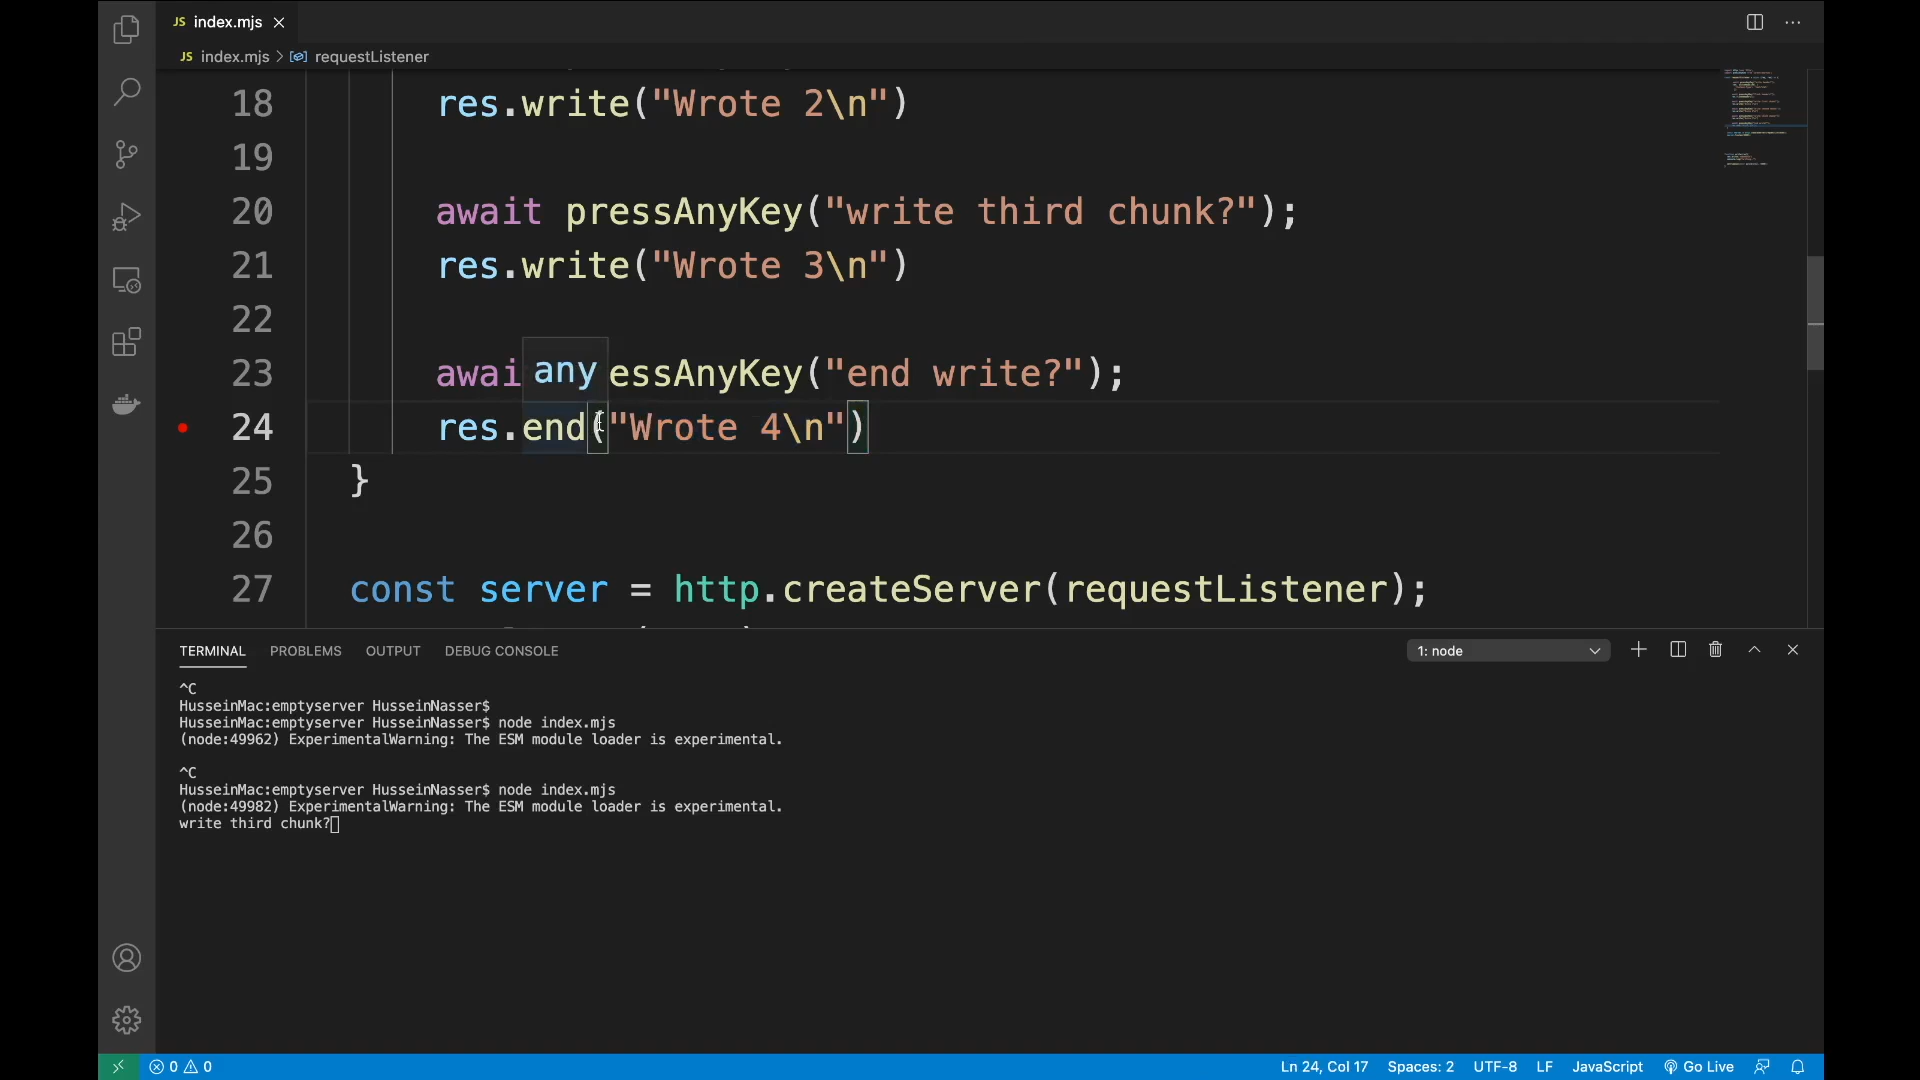 JS index.mjs
JS index.mjs > requestListener
18 res.write("Wrote 2\n")
19
20 await pressAnyKey("write third chunk?");
21 res.write("Wrote 3\n")
22
any
23 awai essAnyKey("end write?");
24 res.end("Wrote 4\n")
25 }
26
27 const server = http.createServer(requestListener);
TERMINAL PROBLEMS OUTPUT DEBUG CONSOLE 1: node
^C
HusseinMac:emptyserver HusseinNasser$
HusseinMac:emptyserver HusseinNasser$ node index.mjs
(node:49962) ExperimentalWarning: The ESM module loader is experimental.
^C
HusseinMac:emptyserver HusseinNasser$ node index.mjs
(node:49982) ExperimentalWarning: The ESM module loader is experimental.
write third chunk?
0 0 Ln 24, Col 17 Spaces: 2 UTF-8 LF JavaScript Go Live